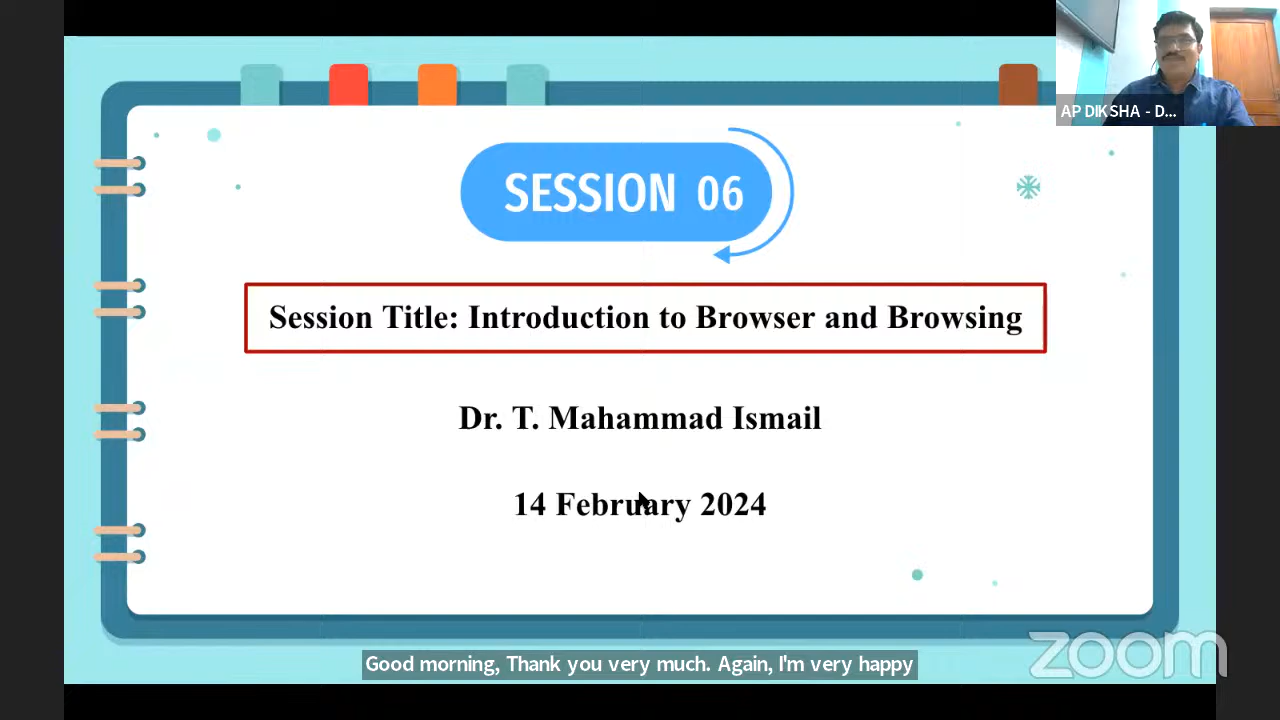 AP DIKSHA - D...
SESSION 06
Session Title: Introduction to Browser and Browsing
Dr. T. Mahammad Ismail
14 February 2024
Good morning, Thank you very much. Again, I'm very happy
zoom